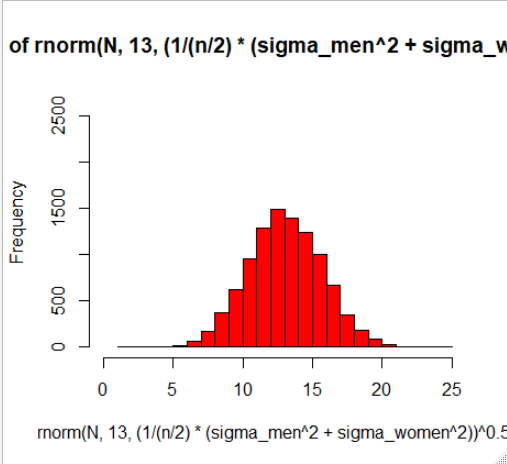 of rnorm(N, 13, (1/(n/2) * (sigma_men^2 + sigma_w
Frequency
2500
1500
500
0
0 5 10 15 20 25
rnorm(N, 13, (1/(n/2) * (sigma_men^2 + sigma_women^2))^0.5